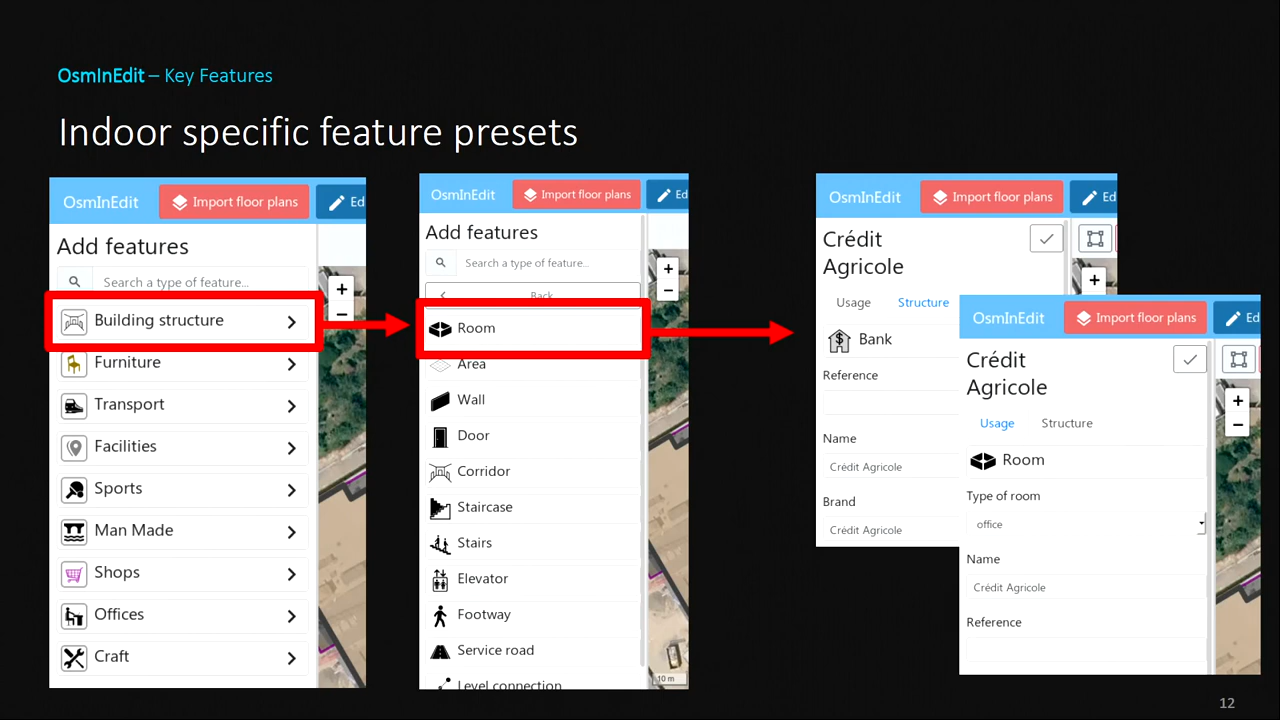 OsmInEdit – Key Features
Indoor specific feature presets
OsmInEdit
Import floor plans
Ed
Add features
Search a type of feature...
Building structure
Furniture
Transport
Facilities
Sports
Man Made
Shops
Offices
Craft
+
−
OsmInEdit
Import floor plans
Ed
Add features
Search a type of feature...
Back
Room
Area
Wall
Door
Corridor
Staircase
Stairs
Elevator
Footway
Service road
Level connection
+
−
10 m
OsmInEdit
Import floor plans
Ed
Crédit
Agricole
Usage
Structure
Bank
Reference
Name
Crédit Agricole
Brand
Crédit Agricole
+
OsmInEdit
Import floor plans
Ed
Crédit
Agricole
Usage
Structure
Room
Type of room
office
Name
Crédit Agricole
Reference
+
−
12